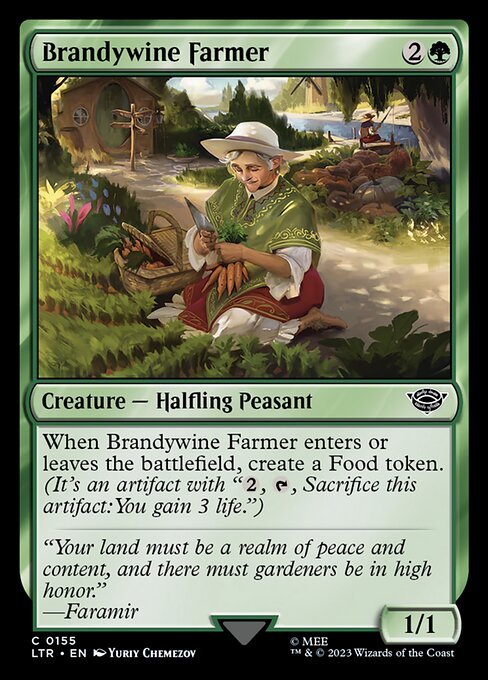 Brandywine Farmer 2
Creature — Halfling Peasant
When Brandywine Farmer enters or
leaves the battlefield, create a Food token.
(It's an artifact with “2, , Sacrifice this
artifact:You gain 3 life.”)
“Your land must be a realm of peace and
content, and there must gardeners be in high
honor.”
—Faramir
1/1
C 0155
LTR • EN Yuriy Chemezov
© MEE
™ & © 2023 Wizards of the Coast